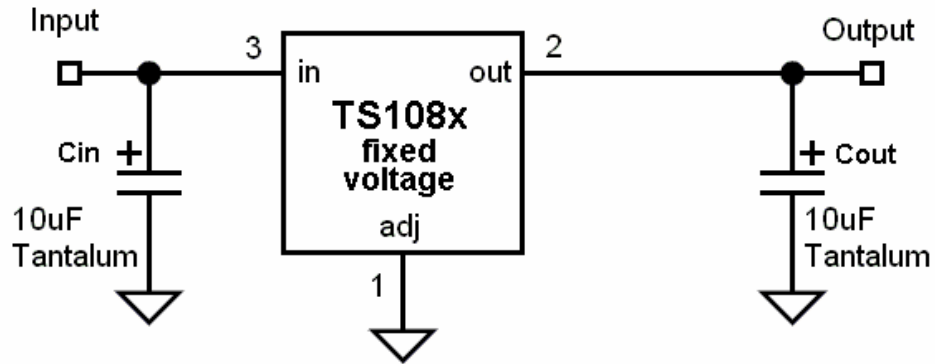 Input
3
2
Output
in
out
TS108x
fixed
voltage
adj
Cin +
+ Cout
10uF
Tantalum
10uF
Tantalum
1